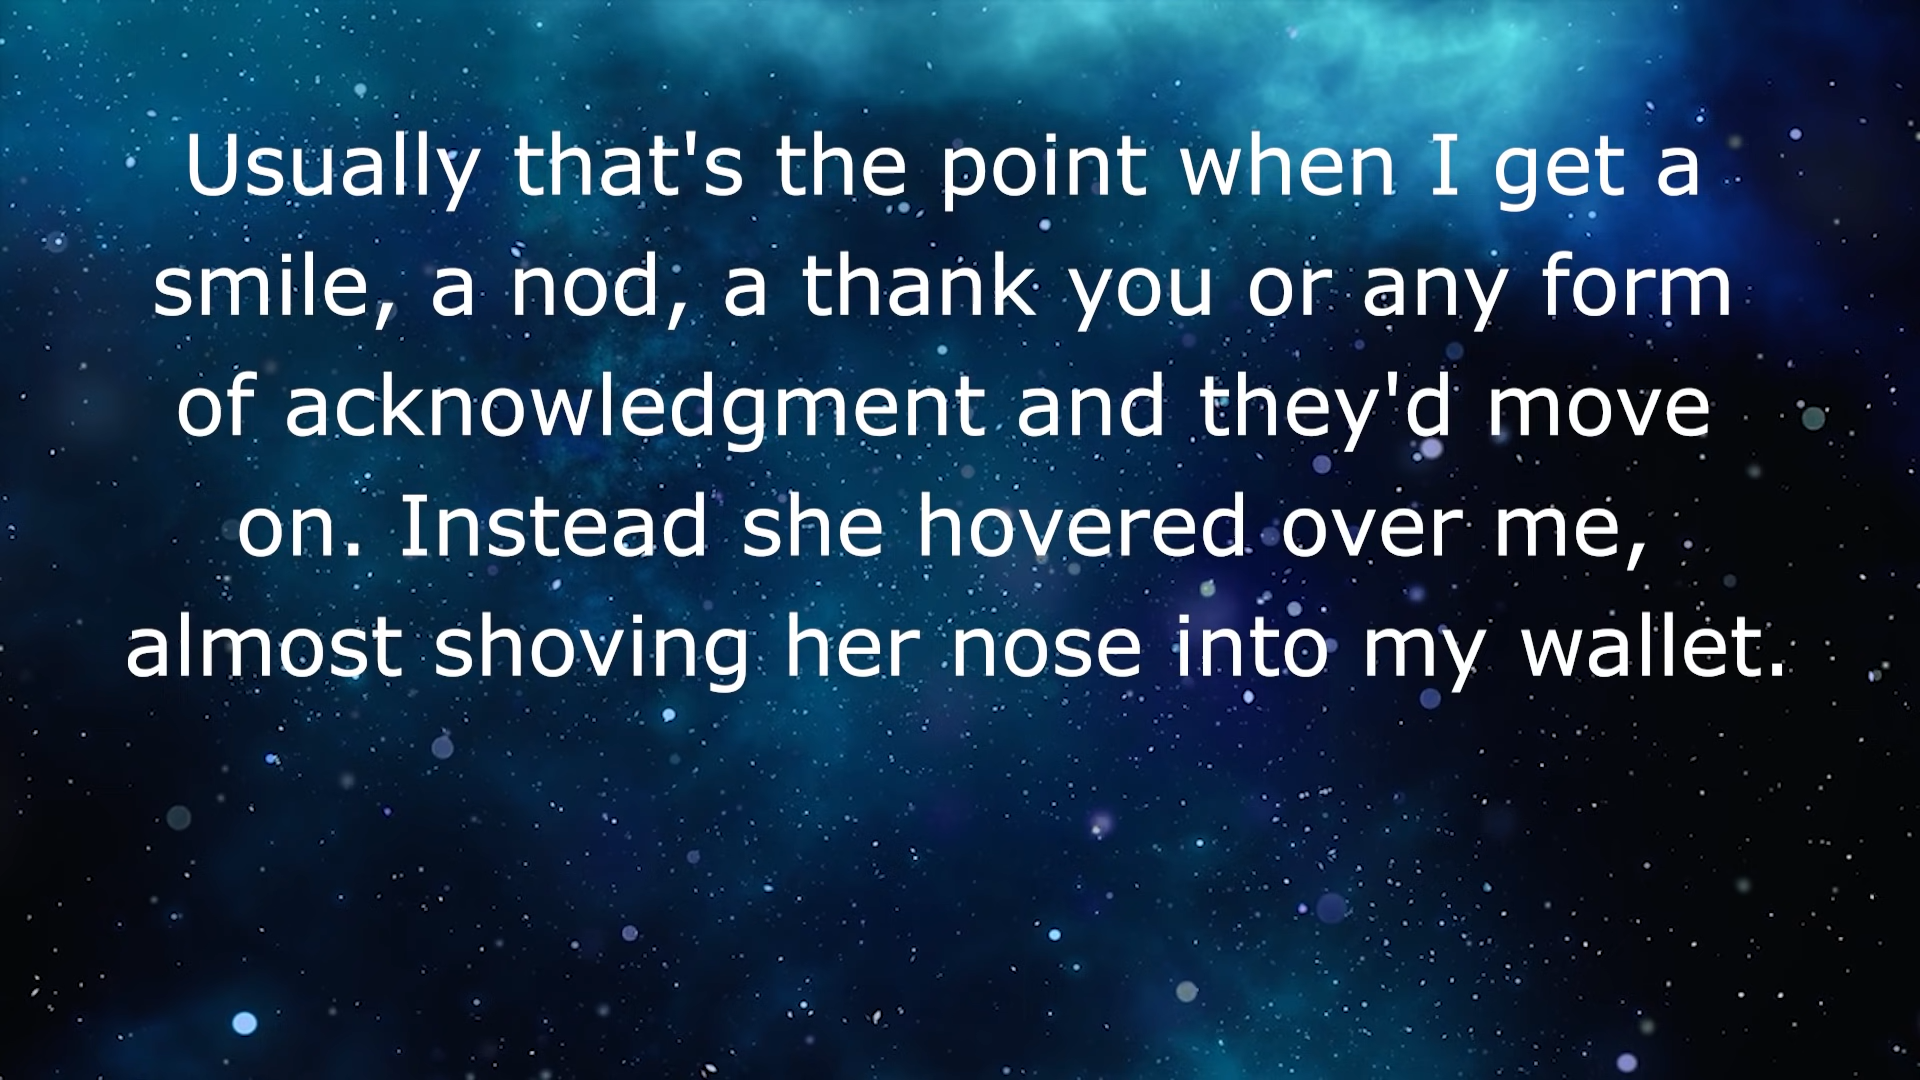 Usually that's the point when I get a
smile, a nod, a thank you or any form
of acknowledgment and they'd move
on. Instead she hovered over me,
almost shoving her nose into my wallet.